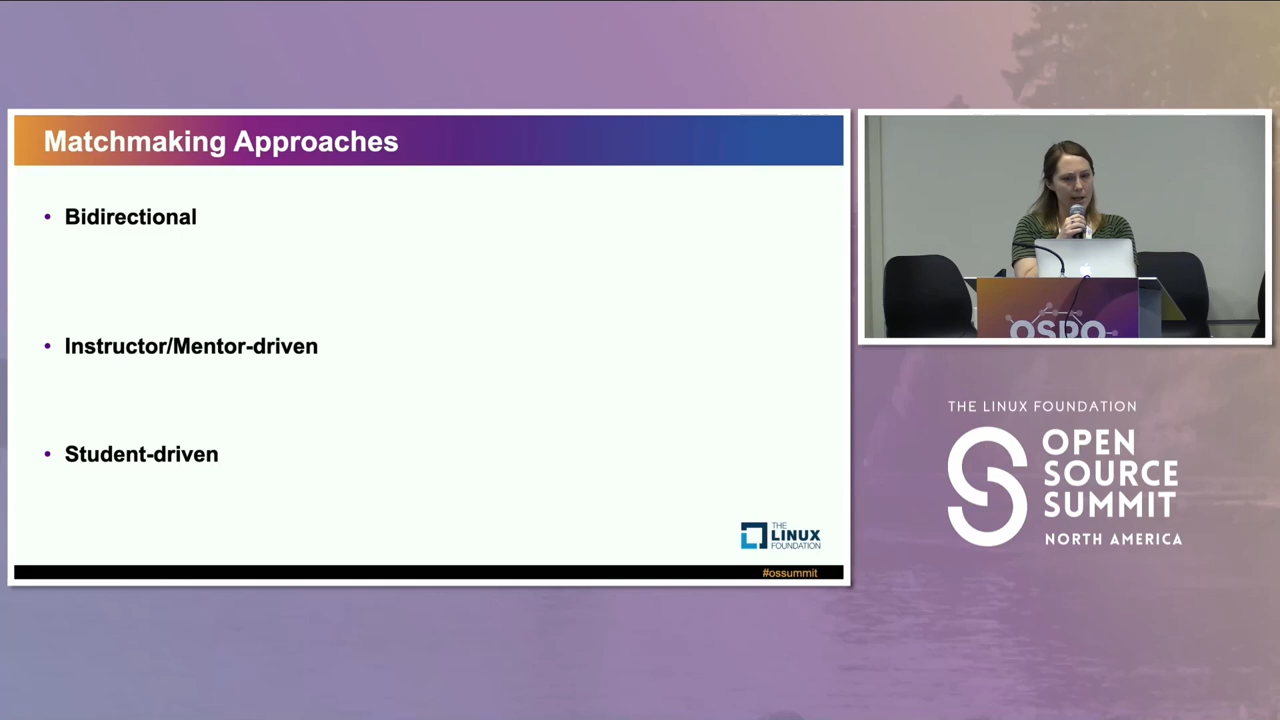 Matchmaking Approaches
• Bidirectional
• Instructor/Mentor-driven
• Student-driven
THE
LINUX
FOUNDATION
#ossummit
OSPO
THE LINUX FOUNDATION
OPEN
SOURCE
SUMMIT
NORTH AMERICA